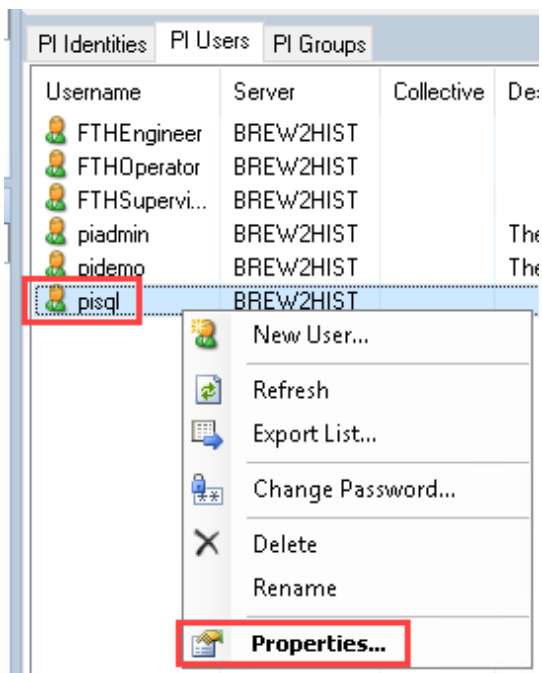 PI Identities PI Users PI Groups
Username Server Collective
FTHEngineer BREW2HIST
FTHOperator BREW2HIST
FTHSupervi... BREW2HIST
piadmin BREW2HIST The
pidemo BREW2HIST The
pisql BREW2HIST
New User...
Refresh
Export List...
Change Password...
Delete
Rename
Properties...